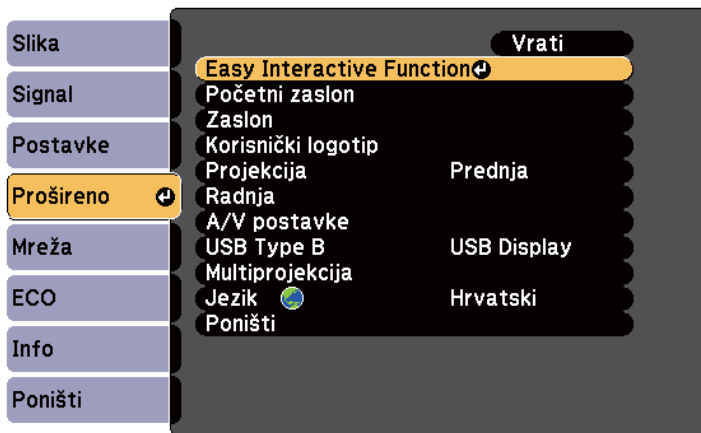 Slika
Signal
Postavke
Prošireno
Mreža
ECO
Info
Poništi
Vrati
Easy Interactive Function
Početni zaslon
Zaslon
Korisnički logotip
Projekcija Prednja
Radnja
A/V postavke
USB Type B USB Display
Multiprojekcija
Jezik Hrvatski
Poništi